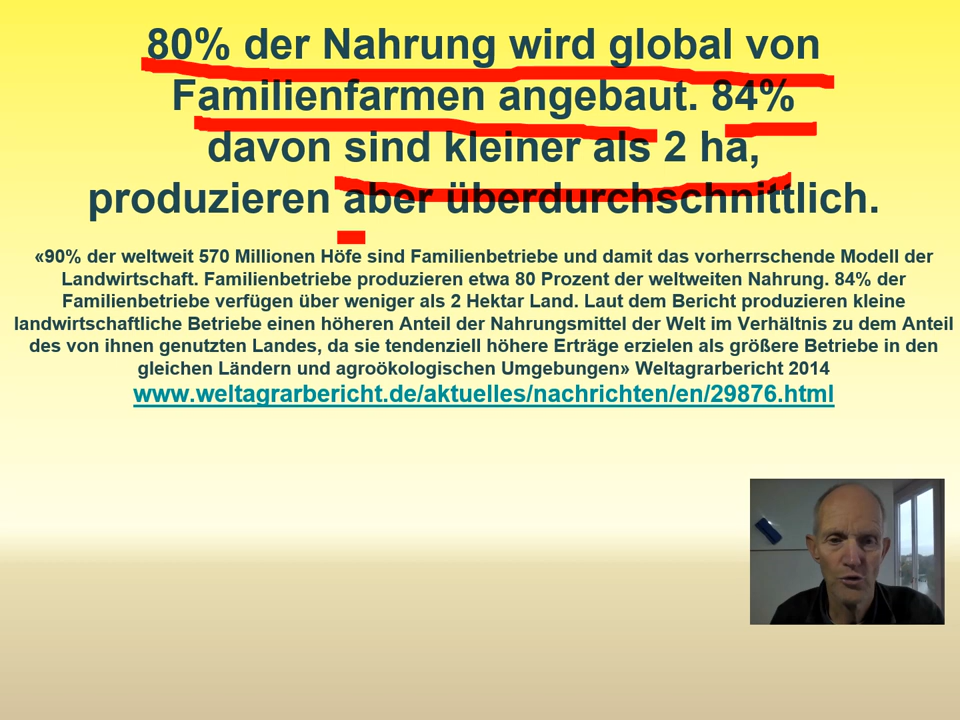 80% der Nahrung wird global von
Familienfarmen angebaut. 84%
davon sind kleiner als 2 ha,
produzieren aber überdurchschnittlich.
«90% der weltweit 570 Millionen Höfe sind Familienbetriebe und damit das vorherrschende Modell der
Landwirtschaft. Familienbetriebe produzieren etwa 80 Prozent der weltweiten Nahrung. 84% der
Familienbetriebe verfügen über weniger als 2 Hektar Land. Laut dem Bericht produzieren kleine
landwirtschaftliche Betriebe einen höheren Anteil der Nahrungsmittel der Welt im Verhältnis zu dem Anteil
des von ihnen genutzten Landes, da sie tendenziell höhere Erträge erzielen als größere Betriebe in den
gleichen Ländern und agroökologischen Umgebungen» Weltagrarbericht 2014
www.weltagrarbericht.de/aktuelles/nachrichten/en/29876.html